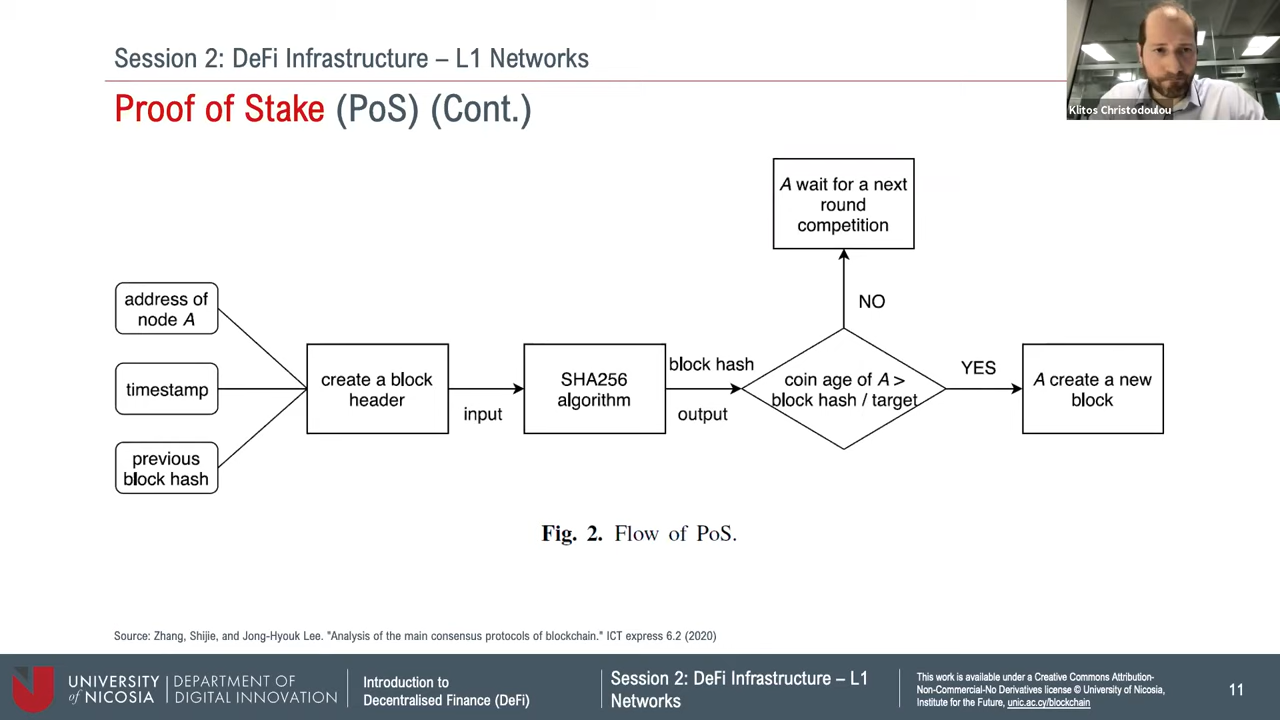 Session 2: DeFi Infrastructure – L1 Networks
Proof of Stake (PoS) (Cont.)
Klitos Christodoulou
A wait for a next
round
competition
NO
address of
node A
timestamp
previous
block hash
create a block
header
input
SHA256
algorithm
block hash
output
coin age of A >
block hash / target
YES
A create a new
block
Fig. 2. Flow of PoS.
Source: Zhang, Shijie, and Jong-Hyouk Lee. "Analysis of the main consensus protocols of blockchain." ICT express 6.2 (2020)
UNIVERSITY
of NICOSIA
DEPARTMENT OF
DIGITAL INNOVATION
Introduction to
Decentralised Finance (DeFi)
Session 2: DeFi Infrastructure – L1
Networks
This work is available under a Creative Commons Attribution-
Non-Commercial-No Derivatives license © University of Nicosia,
Institute for the Future, unic.ac.cy/blockchain
11